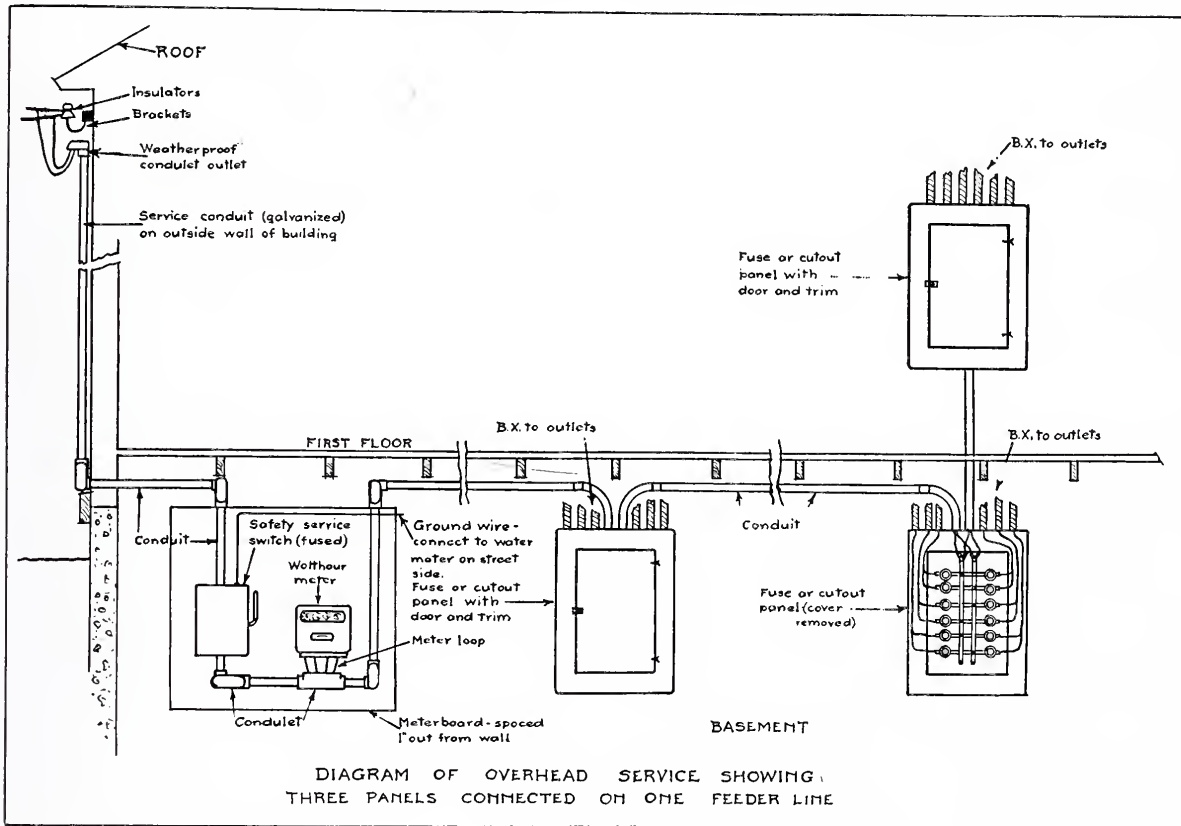 ROOF
Insulators
Brackets
Weatherproof
condulet outlet
Service conduit (galvanized)
on outside wall of building
B.X. to outlets
Fuse or cutout
panel with
door and trim
FIRST FLOOR
B.X. to outlets
B.X. to outlets
Conduit
Safety service
switch (fused)
Watthour
meter
Ground wire-
connect to water
meter on street
side.
Fuse or cutout
panel with
door and trim
Conduit
Fuse or cutout
panel (cover
removed)
Meter loop
Condulet
Meterboard-spaced
1" out from wall
BASEMENT
DIAGRAM OF OVERHEAD SERVICE SHOWING
THREE PANELS CONNECTED ON ONE FEEDER LINE